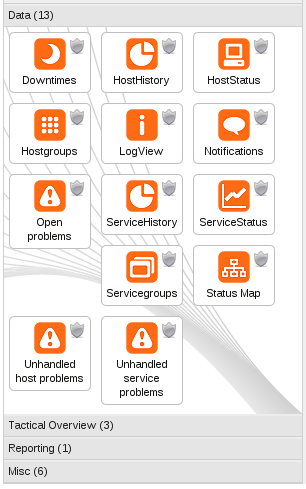 Data (13)
Downtimes
HostHistory
HostStatus
Hostgroups
LogView
Notifications
Open
problems
ServiceHistory
ServiceStatus
Servicegroups
Status Map
Unhandled
host problems
Unhandled
service
problems
Tactical Overview (3)
Reporting (1)
Misc (6)